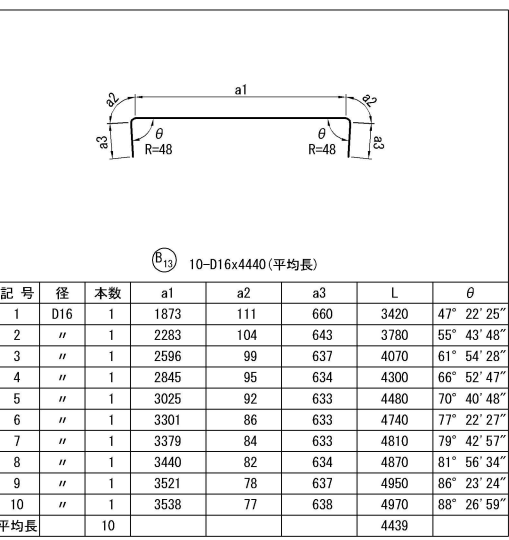 a1
a2
a2
a3
a3
θ
θ
R=48
R=48
B13 10-D16x4440(平均長)
記 号 径 本数 a1 a2 a3 L θ
1 D16 1 1873 111 660 3420 47° 22′25″
2 〃 1 2283 104 643 3780 55° 43′48″
3 〃 1 2596 99 637 4070 61° 54′28″
4 〃 1 2845 95 634 4300 66° 52′47″
5 〃 1 3025 92 633 4480 70° 40′48″
6 〃 1 3301 86 633 4740 77° 22′27″
7 〃 1 3379 84 633 4810 79° 42′57″
8 〃 1 3440 82 634 4870 81° 56′34″
9 〃 1 3521 78 637 4950 86° 23′24″
10 〃 1 3538 77 638 4970 88° 26′59″
平均長 10 4439